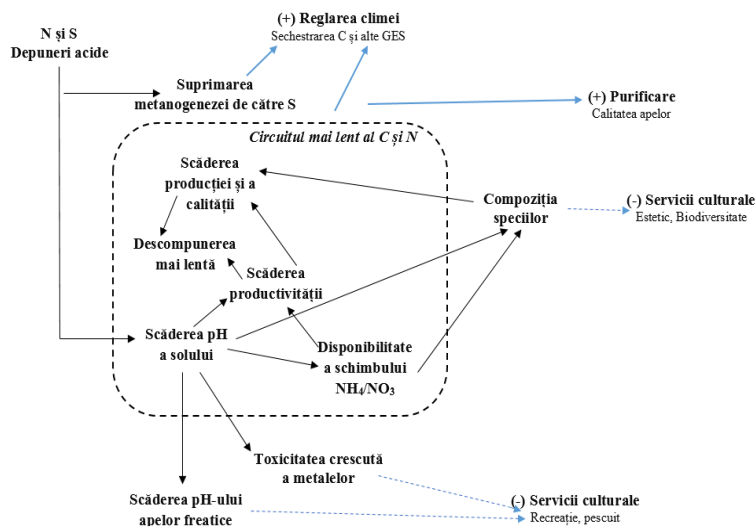 (+) Reglarea climei
Sechestrarea C și alte GES
N și S
Depuneri acide
Suprimarea
metanogenezei de către S
(+) Purificare
Calitatea apelor
Circuitul mai lent al C și N
Scăderea
producției și a
calității
Compoziția
speciilor
(-) Servicii culturale
Estetic, Biodiversitate
Descompunerea
mai lentă
Scăderea
productivității
Scăderea pH
a solului
Disponibilitate
a schimbului
NH₄/NO₃
Toxicitatea crescută
a metalelor
Scăderea pH-ului
apelor freatice
(-) Servicii culturale
Recreație, pescuit